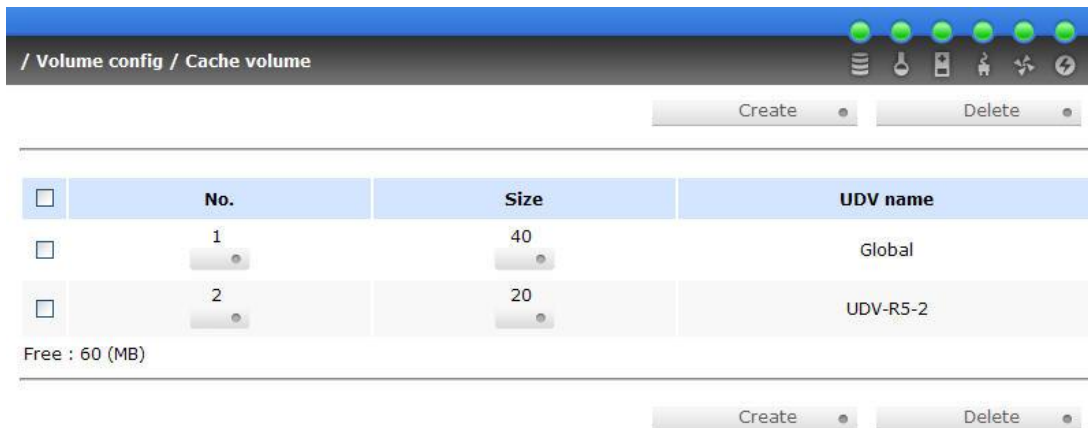 / Volume config / Cache volume
Create Delete
No. Size UDV name
1 40 Global
2 20 UDV-R5-2
Free : 60 (MB)
Create Delete